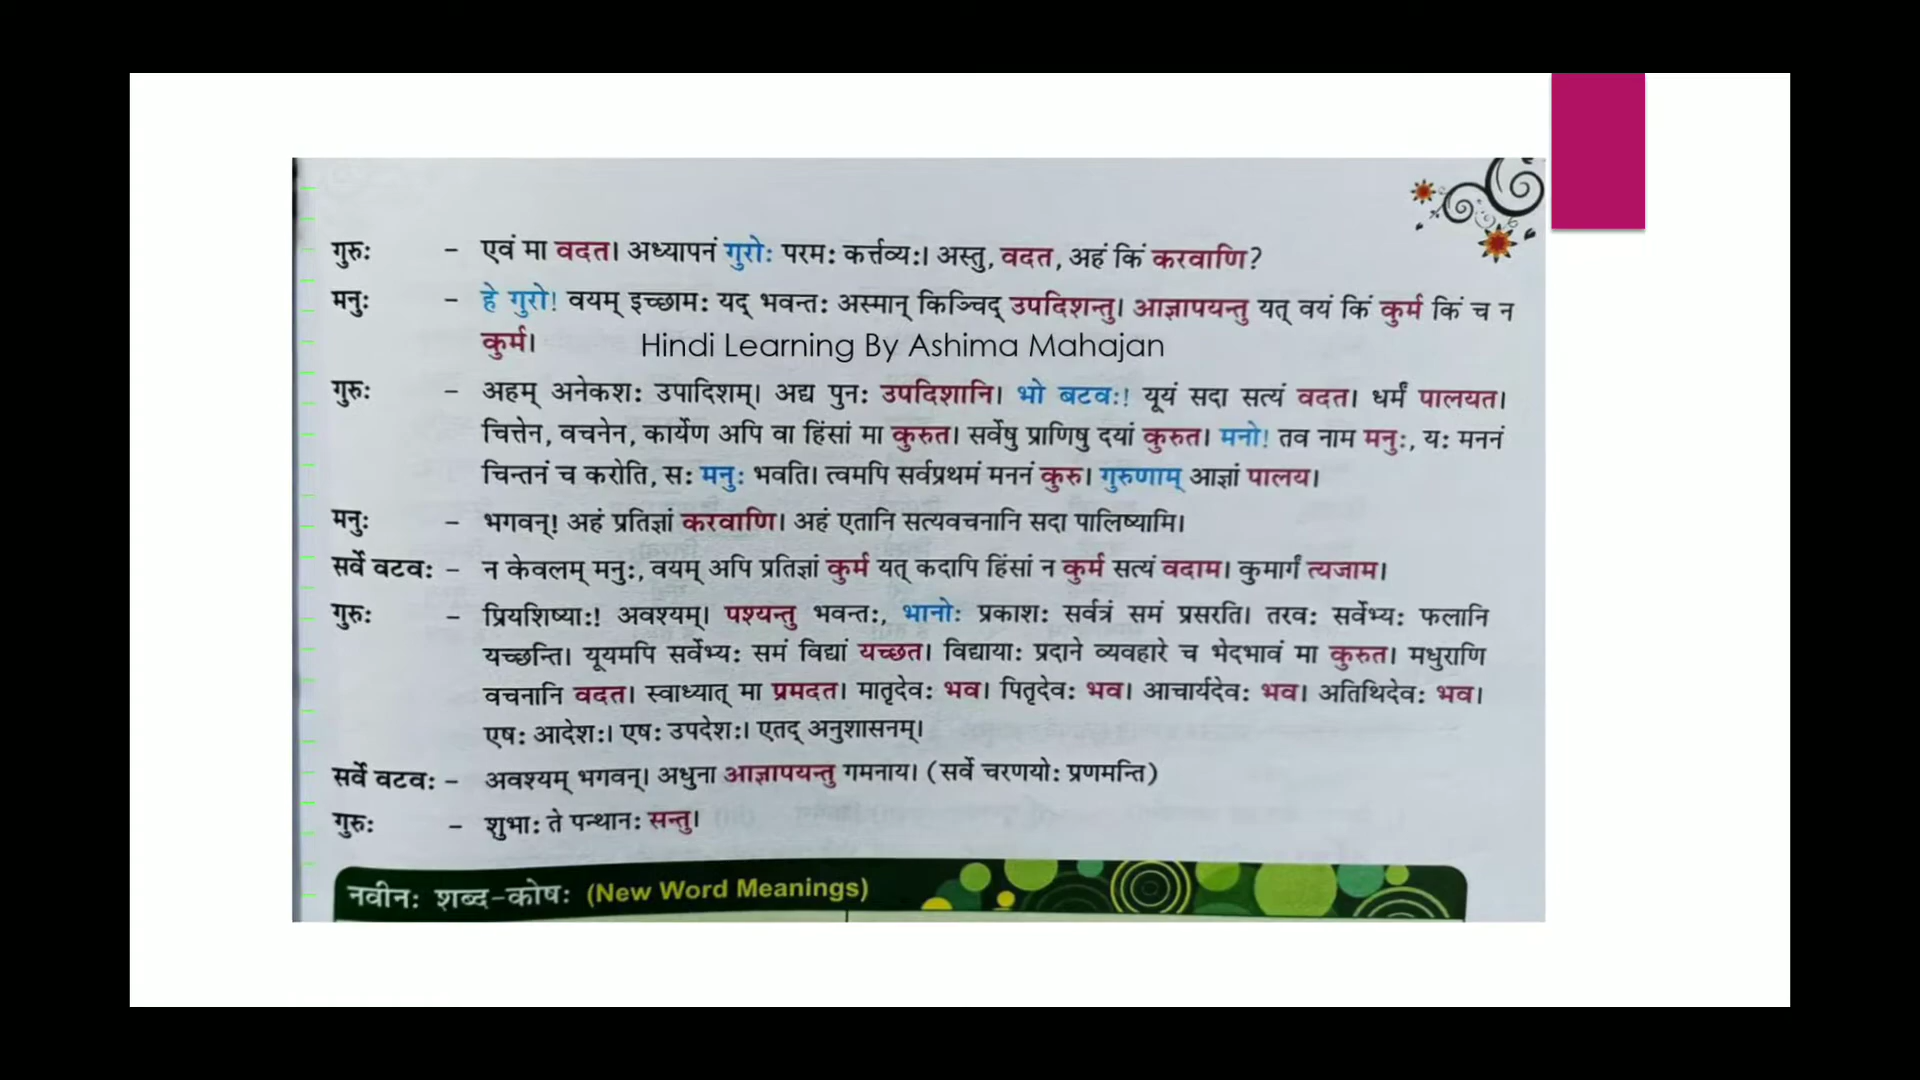 गुरु: - एवं मा वदत। अध्यापनं गुरो: परम: कर्त्तव्य:। अस्तु, वदत, अहं किं करवाणि?
मनु: - हे गुरो! वयम् इच्छाम: यद् भवन्त: अस्मान् किञ्चिद् उपदिशन्तु। आज्ञापयन्तु यत् वयं किं कुर्म किं च न
कुर्म। Hindi Learning By Ashima Mahajan
गुरु: - अहम् अनेकश: उपादिशम्। अद्य पुन: उपदिशानि। भो बटव:! यूयं सदा सत्यं वदत। धर्मं पालयत।
चित्तेन, वचनेन, कार्येण अपि वा हिंसां मा कुरुत। सर्वेषु प्राणिषु दयां कुरुत। मनो! तव नाम मनु:, य: मननं
चिन्तनं च करोति, स: मनु: भवति। त्वमपि सर्वप्रथमं मननं कुरु। गुरुणाम् आज्ञां पालय।
मनु: - भगवन्! अहं प्रतिज्ञां करवाणि। अहं एतानि सत्यवचनानि सदा पालिष्यामि।
सर्वे वटव: - न केवलम् मनु:, वयम् अपि प्रतिज्ञां कुर्म यत् कदापि हिंसां न कुर्म सत्यं वदाम। कुमार्गं त्यजाम।
गुरु: - प्रियशिष्या:! अवश्यम्। पश्यन्तु भवन्त:, भानो: प्रकाश: सर्वत्रं समं प्रसरति। तरव: सर्वेभ्य: फलानि
यच्छन्ति। यूयमपि सर्वेभ्य: समं विद्यां यच्छत। विद्याया: प्रदाने व्यवहारे च भेदभावं मा कुरुत। मधुराणि
वचनानि वदत। स्वाध्यात् मा प्रमदत। मातृदेव: भव। पितृदेव: भव। आचार्यदेव: भव। अतिथिदेव: भव।
एष: आदेश:। एष: उपदेश:। एतद् अनुशासनम्।
सर्वे वटव: - अवश्यम् भगवन्। अधुना आज्ञापयन्तु गमनाय। (सर्वे चरणयो: प्रणमन्ति)
गुरु: - शुभा: ते पन्थान: सन्तु।
नवीन: शब्द-कोष: (New Word Meanings)